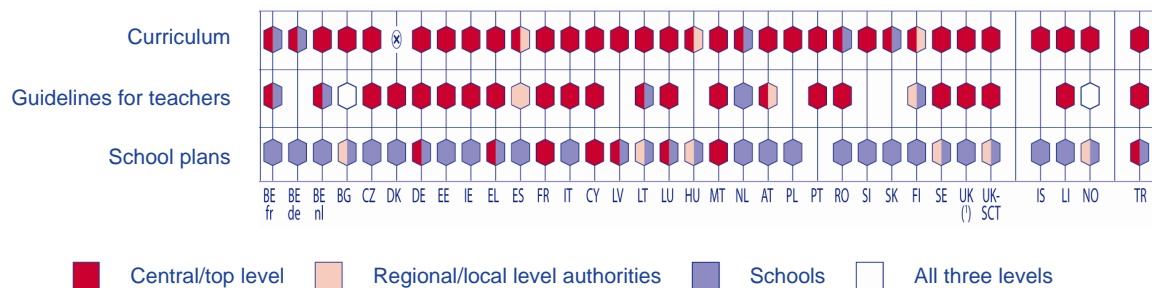 Curriculum
x
Guidelines for teachers
School plans
BE fr BE de BE nl BG CZ DK DE EE IE EL ES FR IT CY LV LT LU HU MT NL AT PL PT RO SI SK FI SE UK (¹) UK-SCT IS LI NO TR
Central/top level Regional/local level authorities Schools All three levels